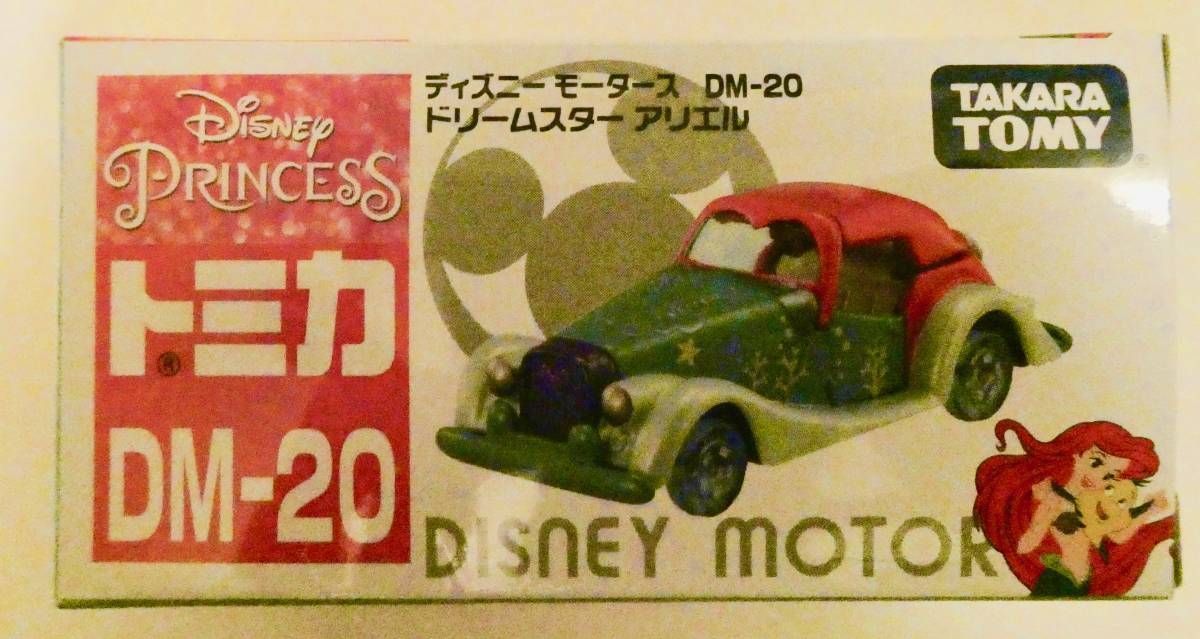 Disney
PRINCESS
トミカ®
DM-20
ディズニー モータース DM-20
ドリームスター アリエル
TAKARA
TOMY®
DISNEY MOTOR